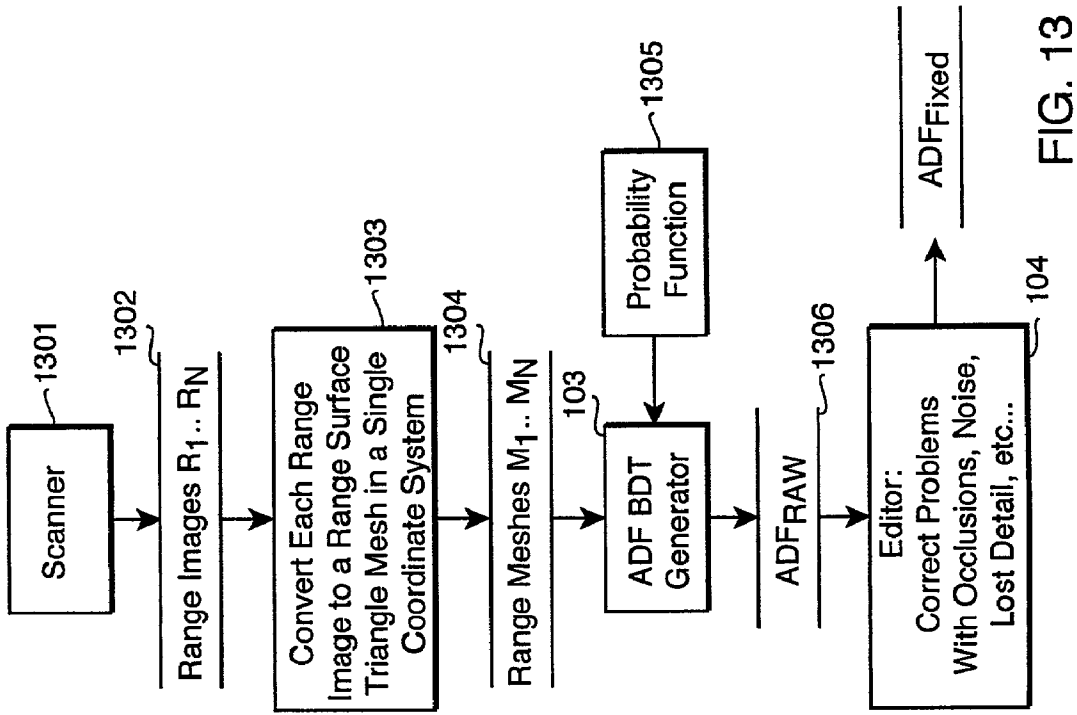 Scanner
1301
Range Images R1.. RN
1302
Convert Each Range
Image to a Range Surface
Triangle Mesh in a Single
Coordinate System
1303
Range Meshes M1.. MN
1304
ADF BDT
Generator
103
Probability
Function
1305
ADFRAW
1306
Editor:
Correct Problems
With Occlusions, Noise,
Lost Detail, etc...
104
ADFFixed
FIG. 13